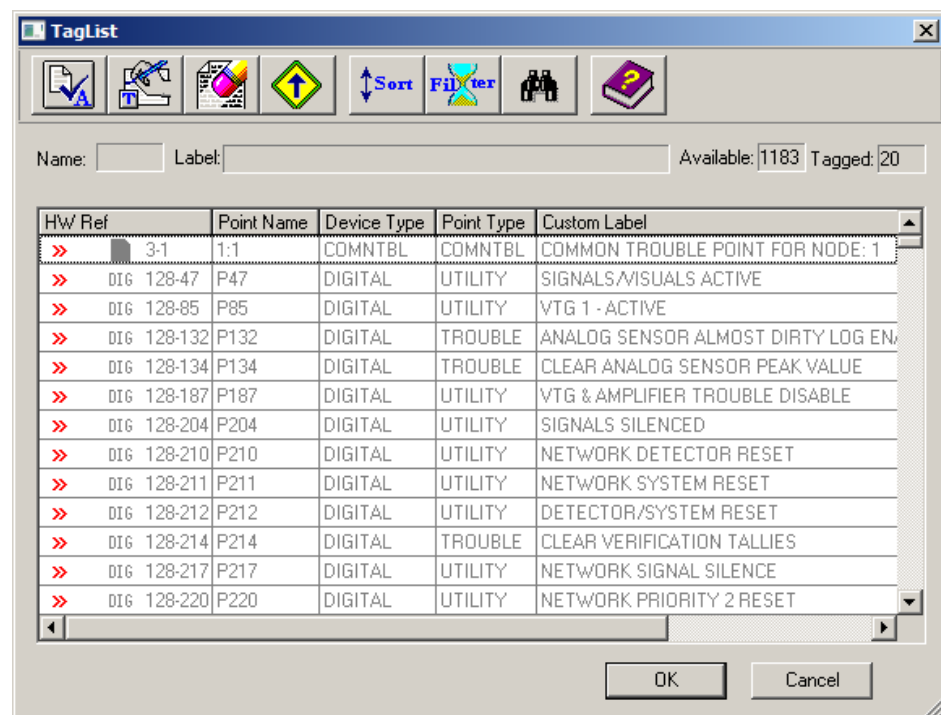 TagList
A T Sort Filter ?
Name: Label: Available: 1183 Tagged: 20
HW Ref Point Name Device Type Point Type Custom Label
3-1 1:1 COMNTBL COMNTBL COMMON TROUBLE POINT FOR NODE: 1
DIG 128-47 P47 DIGITAL UTILITY SIGNALS/VISUALS ACTIVE
DIG 128-85 P85 DIGITAL UTILITY VTG 1 - ACTIVE
DIG 128-132 P132 DIGITAL TROUBLE ANALOG SENSOR ALMOST DIRTY LOG ENA
DIG 128-134 P134 DIGITAL TROUBLE CLEAR ANALOG SENSOR PEAK VALUE
DIG 128-187 P187 DIGITAL UTILITY VTG & AMPLIFIER TROUBLE DISABLE
DIG 128-204 P204 DIGITAL UTILITY SIGNALS SILENCED
DIG 128-210 P210 DIGITAL UTILITY NETWORK DETECTOR RESET
DIG 128-211 P211 DIGITAL UTILITY NETWORK SYSTEM RESET
DIG 128-212 P212 DIGITAL UTILITY DETECTOR/SYSTEM RESET
DIG 128-214 P214 DIGITAL TROUBLE CLEAR VERIFICATION TALLIES
DIG 128-217 P217 DIGITAL UTILITY NETWORK SIGNAL SILENCE
DIG 128-220 P220 DIGITAL UTILITY NETWORK PRIORITY 2 RESET
OK Cancel